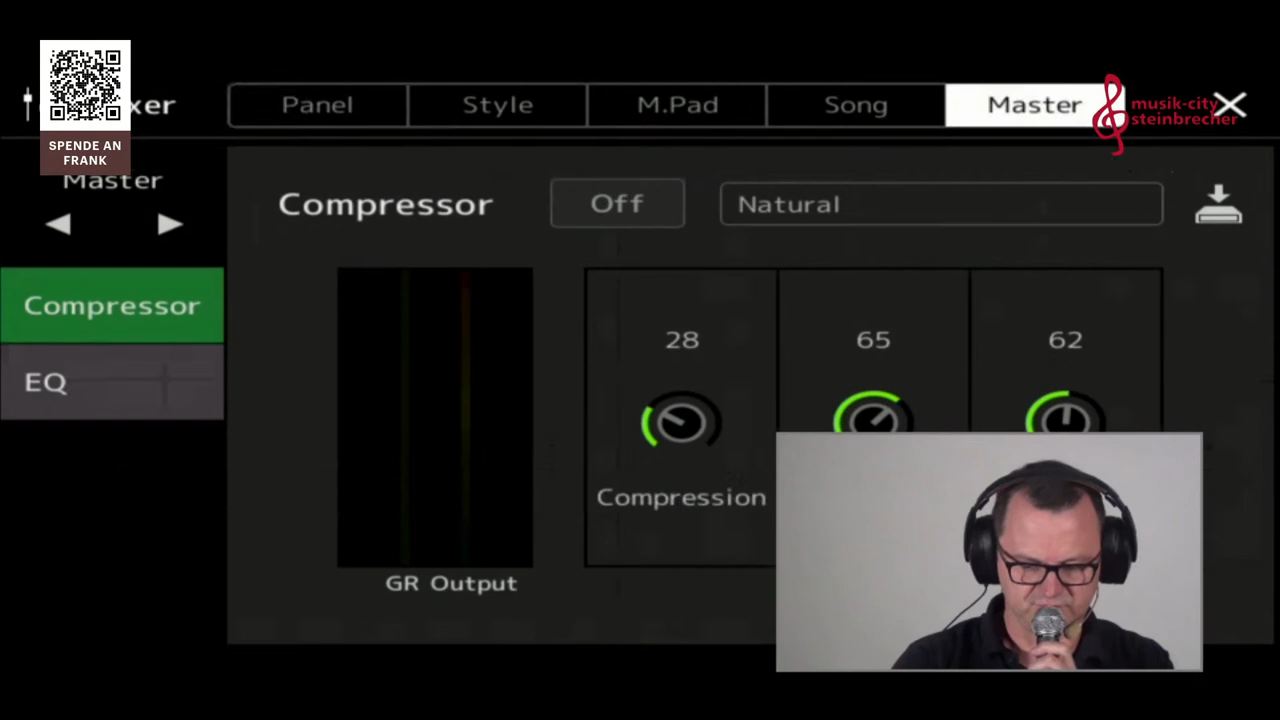 Panel
Style
M.Pad
Song
Master
musik-city
steinbrecher
SPENDE AN
FRANK
Master
Compressor
Off
Natural
Compressor
EQ
28
65
62
Compression
GR Output